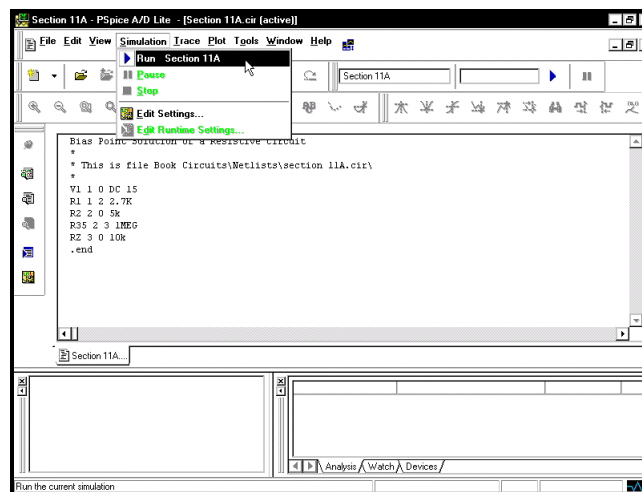 Section 11A - PSpice A/D Lite - [Section 11A.cir (active)]
File Edit View Simulation Trace Plot Tools Window Help
Run Section 11A
Pause
Stop
Edit Settings...
Edit Runtime Settings...
Section 11A
Bias Point Solution of a Resistive Circuit
*
* This is file Book Circuits\Netlists\section 11A.cir\
*
V1 1 0 DC 15
R1 1 2 2.7K
R2 2 0 5k
R35 2 3 1MEG
RZ 3 0 10k
.end
Section 11A....
Analysis Watch Devices
Run the current simulation